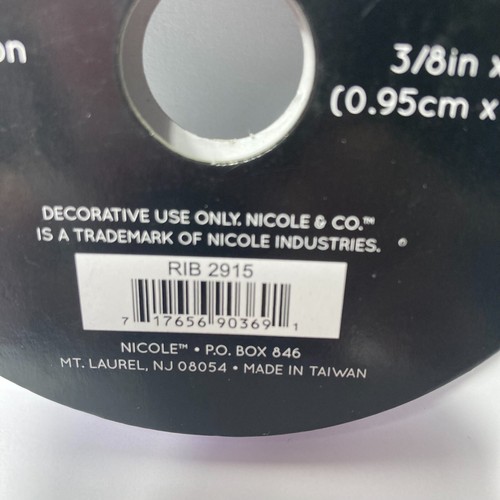 on
3/8in x
(0.95cm x
DECORATIVE USE ONLY. NICOLE & CO.™
IS A TRADEMARK OF NICOLE INDUSTRIES.
RIB 2915
7 17656 90369 1
NICOLE™ • P.O. BOX 846
MT. LAUREL, NJ 08054 • MADE IN TAIWAN